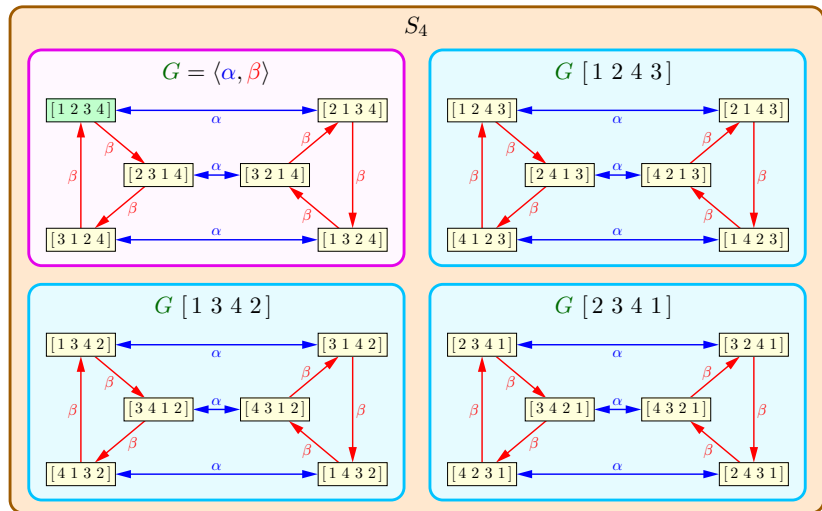 S₄
G = ⟨α, β⟩
[1 2 3 4] α [2 1 3 4]
β β β β
[2 3 1 4] α [3 2 1 4]
β β
[3 1 2 4] α [1 3 2 4]
G [1 2 4 3]
[1 2 4 3] α [2 1 4 3]
β β β β
[2 4 1 3] α [4 2 1 3]
β β
[4 1 2 3] α [1 4 2 3]
G [1 3 4 2]
[1 3 4 2] α [3 1 4 2]
β β β β
[3 4 1 2] α [4 3 1 2]
β β
[4 1 3 2] α [1 4 3 2]
G [2 3 4 1]
[2 3 4 1] α [3 2 4 1]
β β β β
[3 4 2 1] α [4 3 2 1]
β β
[4 2 3 1] α [2 4 3 1]